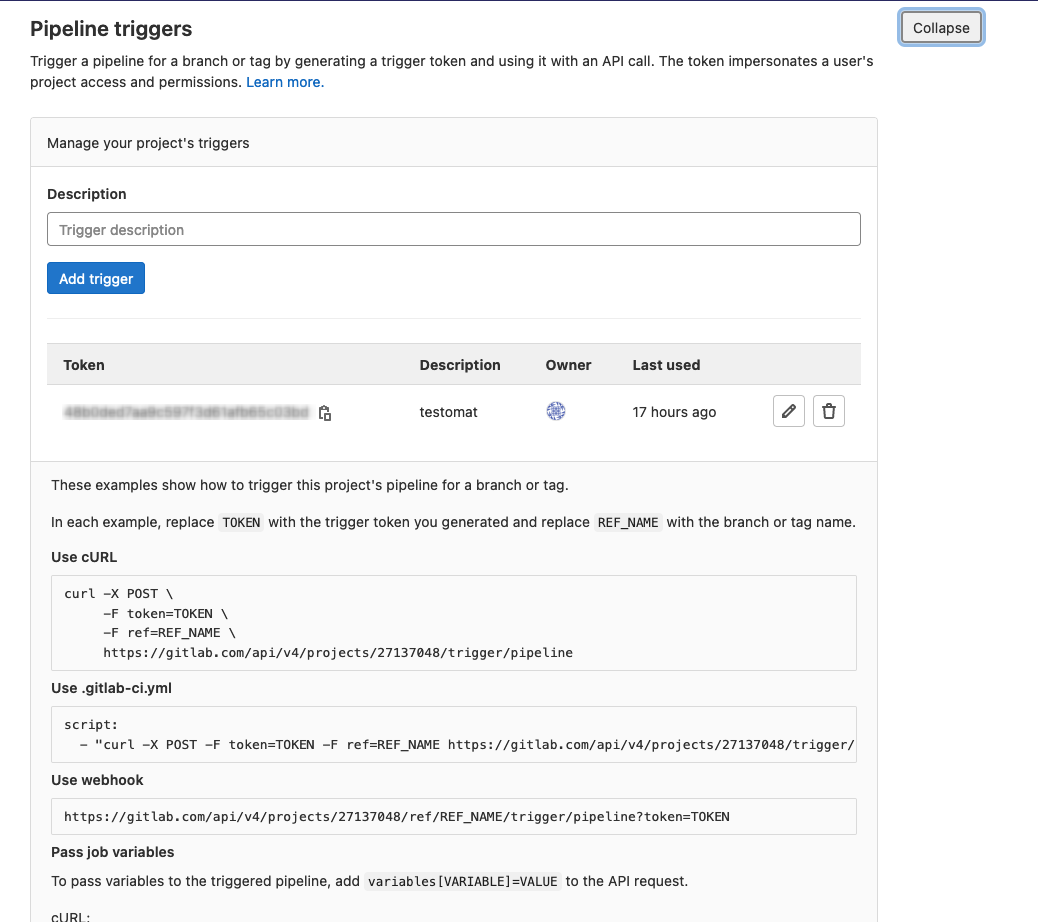 Pipeline triggers
Collapse
Trigger a pipeline for a branch or tag by generating a trigger token and using it with an API call. The token impersonates a user's
project access and permissions. Learn more.
Manage your project's triggers
Description
Trigger description
Add trigger
Token Description Owner Last used
testomat 17 hours ago
These examples show how to trigger this project's pipeline for a branch or tag.
In each example, replace TOKEN with the trigger token you generated and replace REF_NAME with the branch or tag name.
Use cURL
curl -X POST \
-F token=TOKEN \
-F ref=REF_NAME \
https://gitlab.com/api/v4/projects/27137048/trigger/pipeline
Use .gitlab-ci.yml
script:
- "curl -X POST -F token=TOKEN -F ref=REF_NAME https://gitlab.com/api/v4/projects/27137048/trigger/
Use webhook
https://gitlab.com/api/v4/projects/27137048/ref/REF_NAME/trigger/pipeline?token=TOKEN
Pass job variables
To pass variables to the triggered pipeline, add variables[VARIABLE]=VALUE to the API request.
cURL: